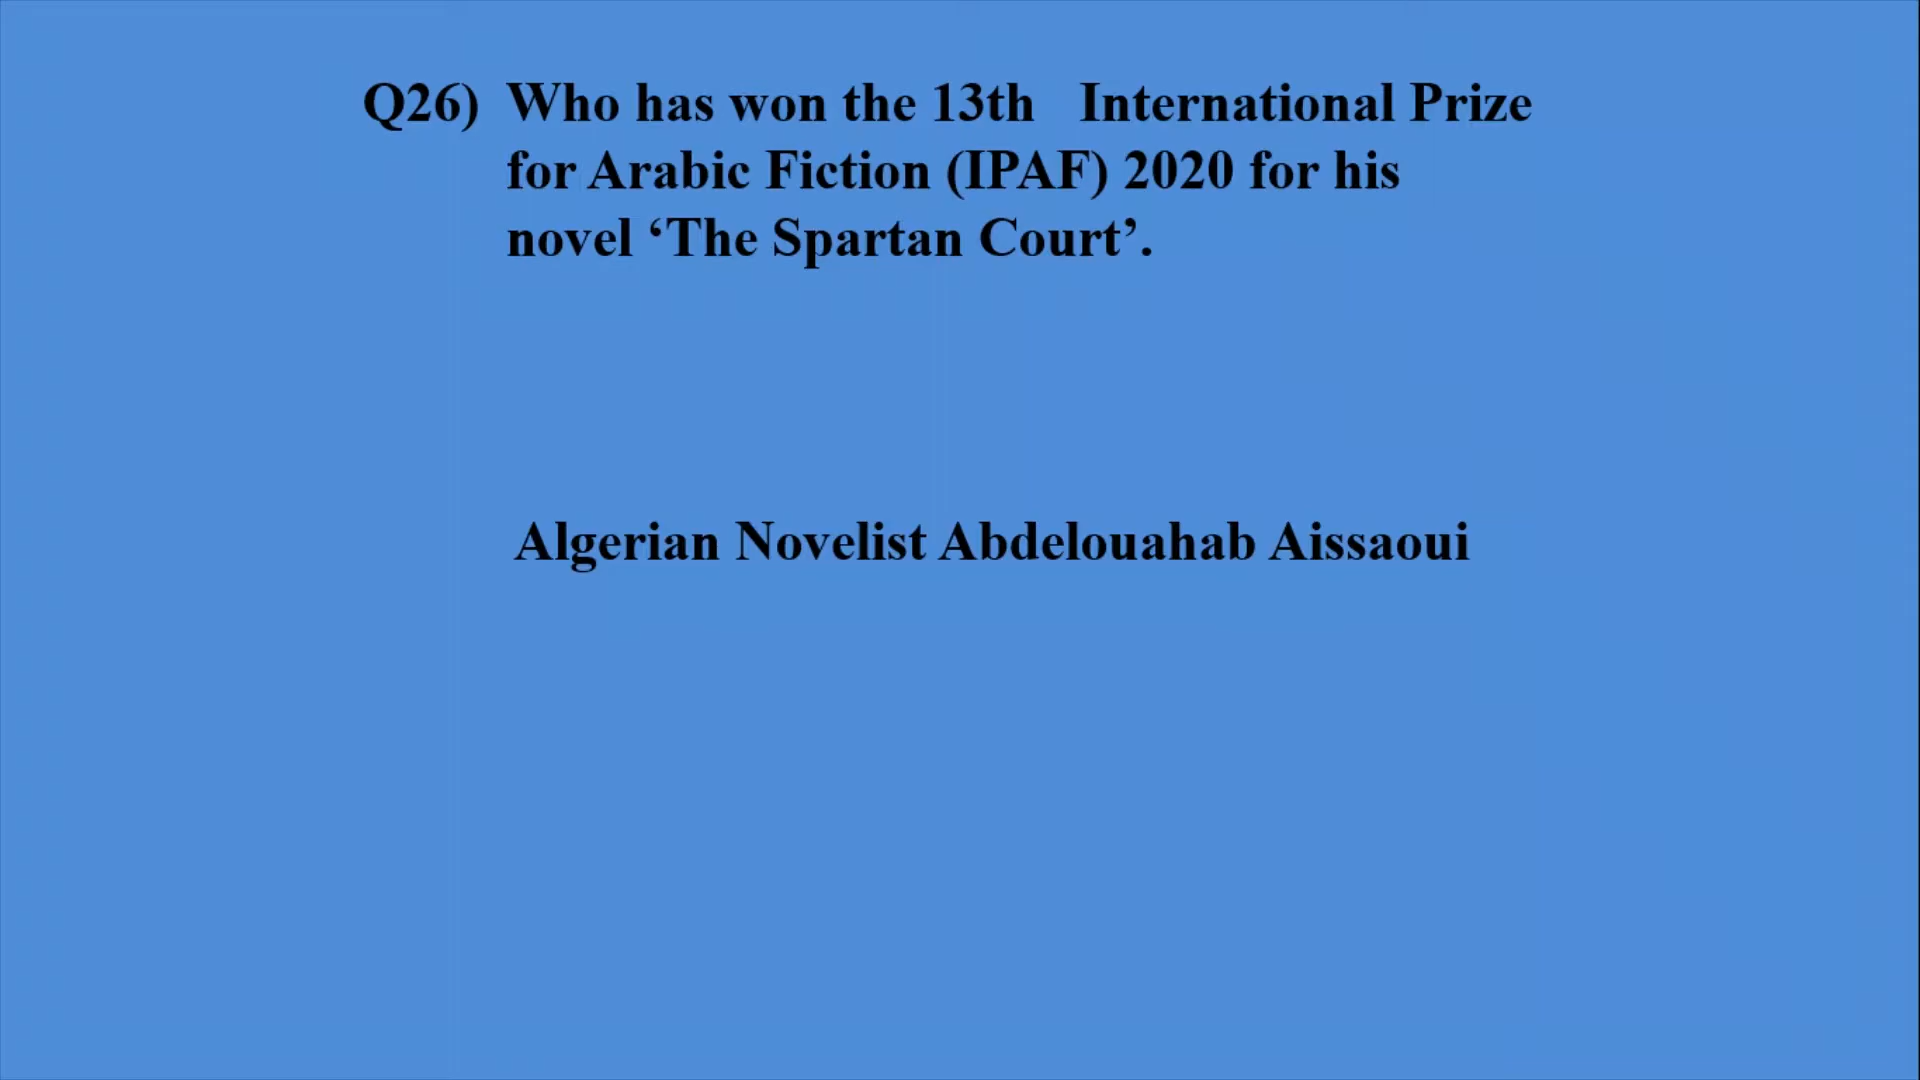 Q26) Who has won the 13th International Prize
for Arabic Fiction (IPAF) 2020 for his
novel ‘The Spartan Court’.
Algerian Novelist Abdelouahab Aissaoui